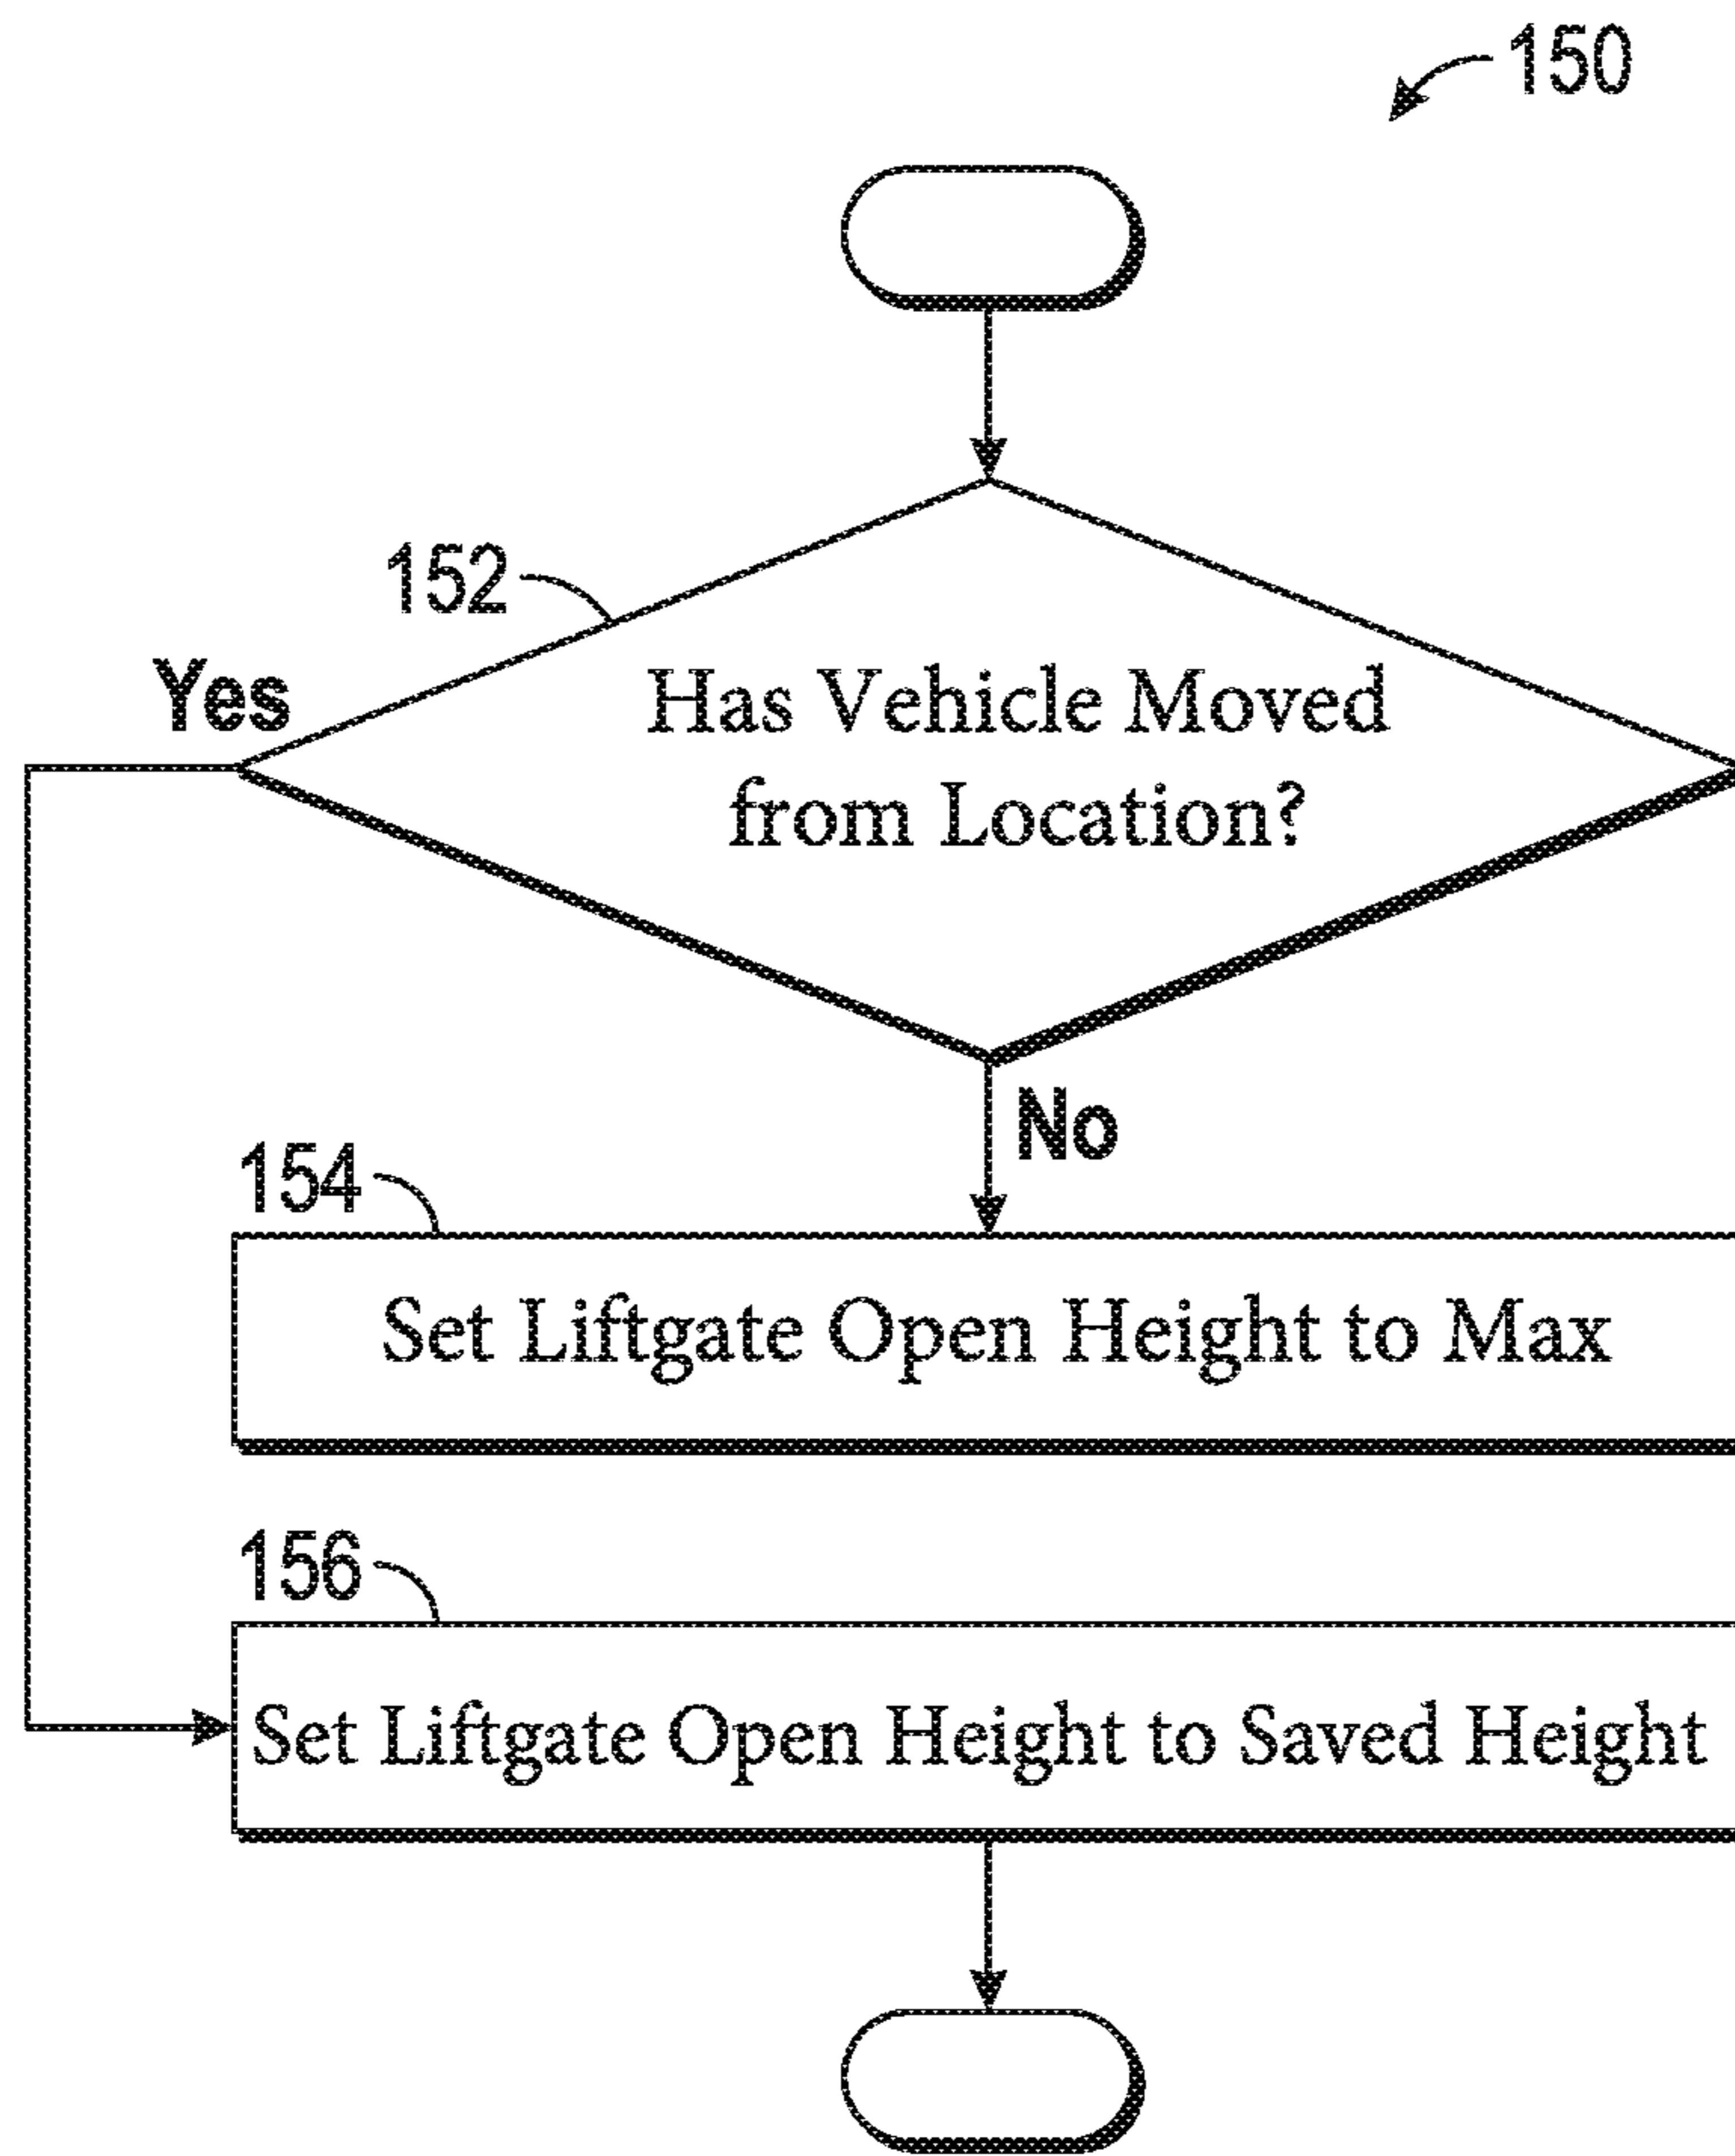 150
152
Yes
Has Vehicle Moved
from Location?
No
154
Set Liftgate Open Height to Max
156
Set Liftgate Open Height to Saved Height